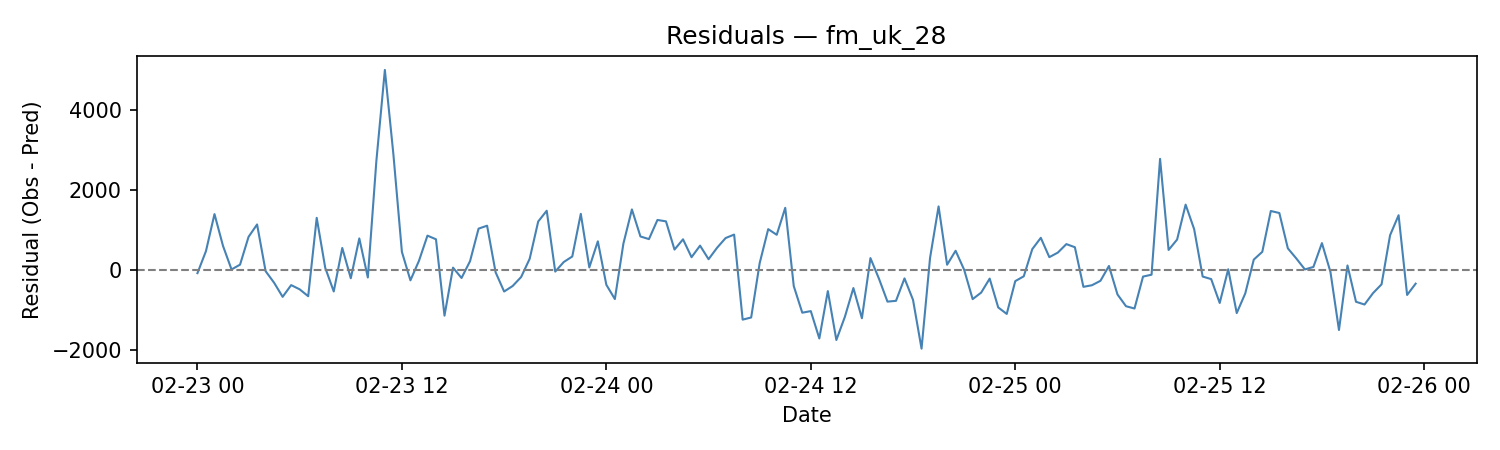 Residuals — fm_uk_28
Residual (Obs - Pred)
4000
2000
0
−2000
02-23 00 02-23 12 02-24 00 02-24 12 02-25 00 02-25 12 02-26 00
Date